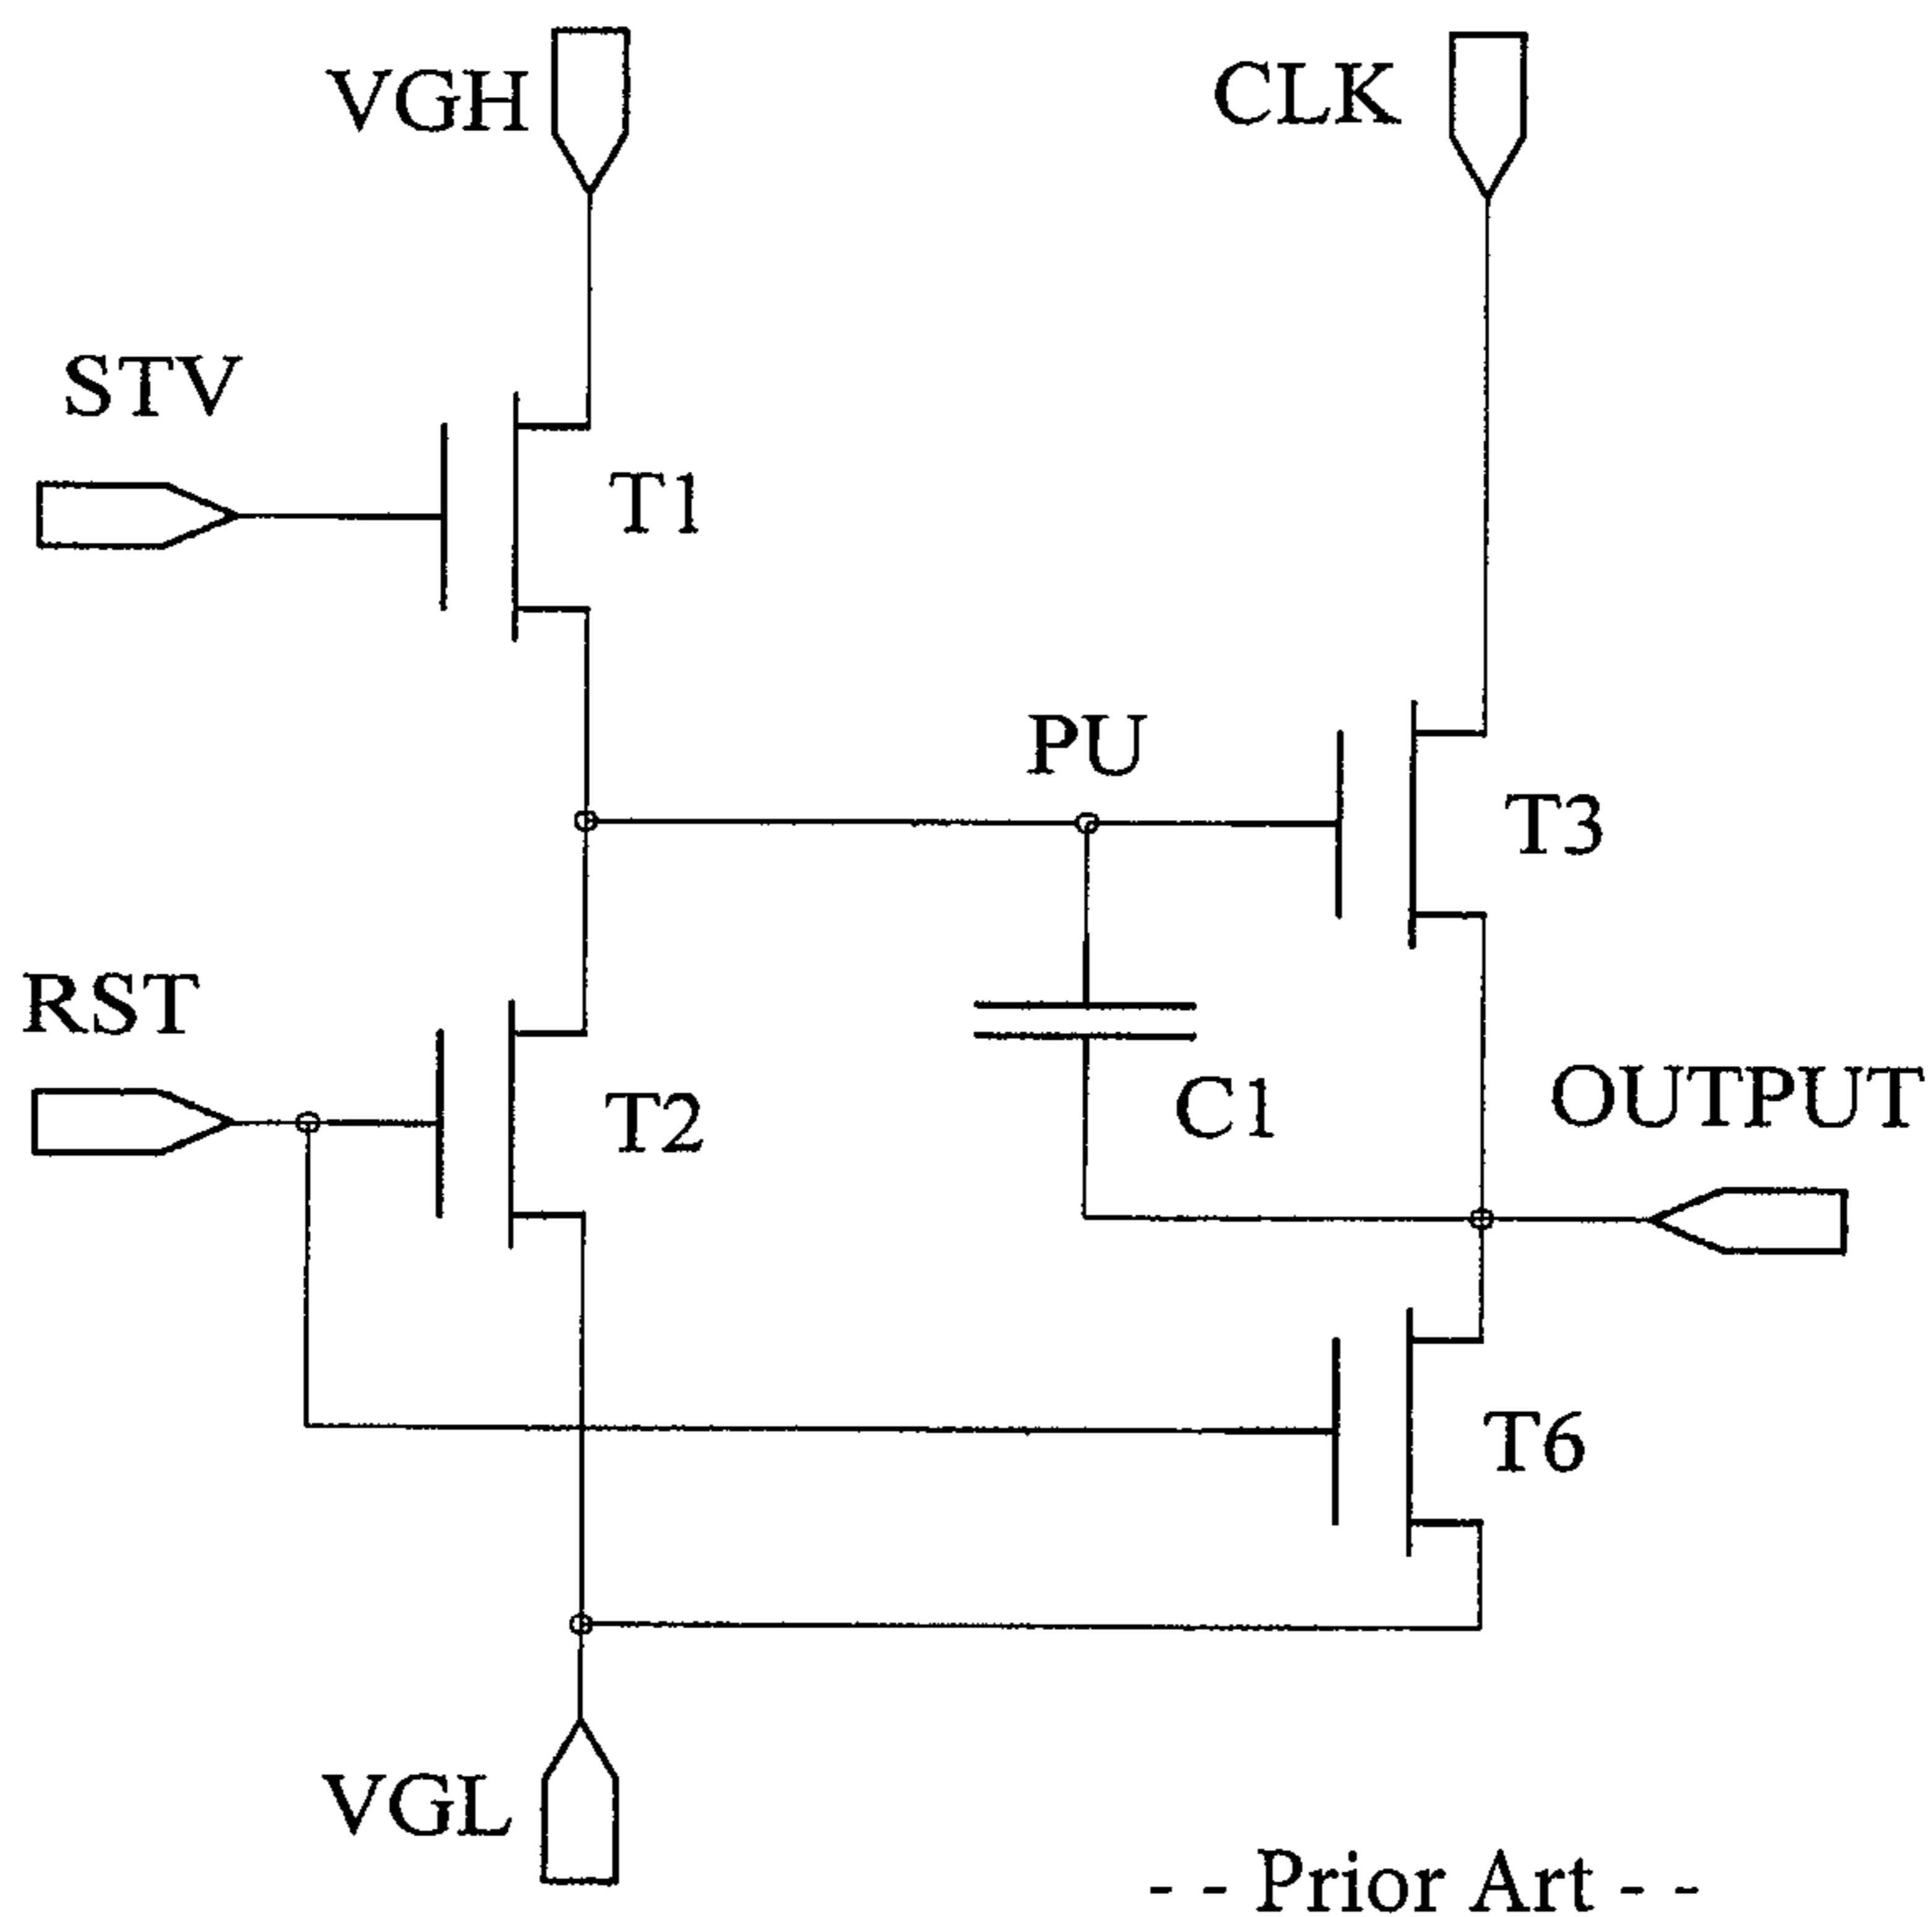 VGH
CLK
STV
T1
PU
T3
RST
T2
C1
OUTPUT
T6
VGL
- - Prior Art - -